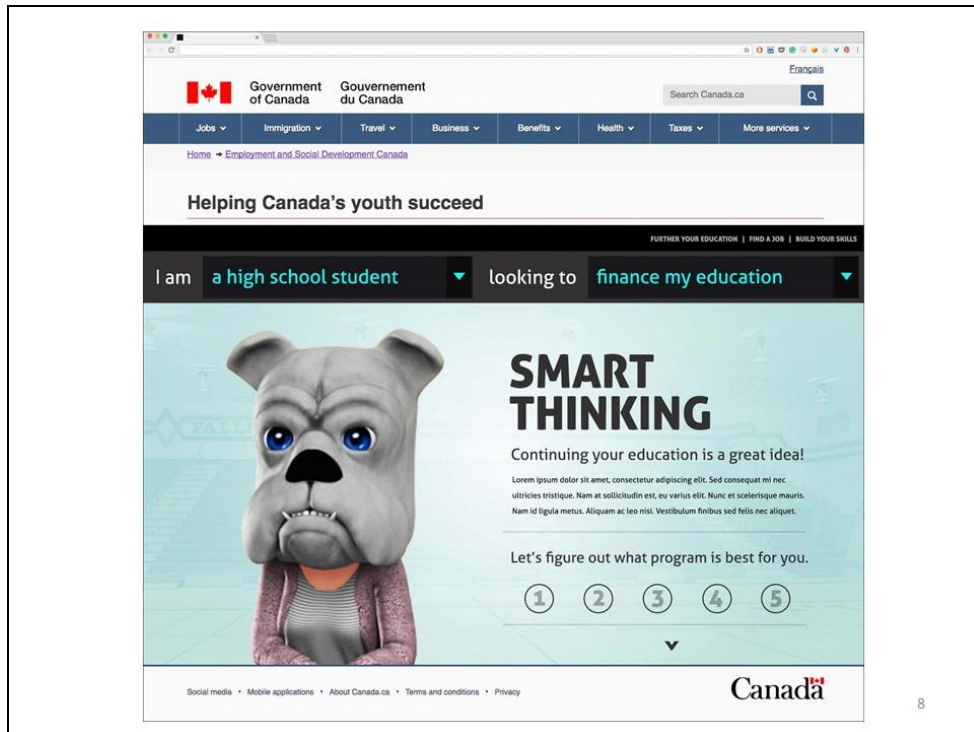 Français
Government of Canada
Gouvernement du Canada
Search Canada.ca
Jobs Immigration Travel Business Benefits Health Taxes More services
Home → Employment and Social Development Canada
Helping Canada's youth succeed
FURTHER YOUR EDUCATION | FIND A JOB | BUILD YOUR SKILLS
I am a high school student looking to finance my education
FALLS
SMART
THINKING
Continuing your education is a great idea!
Lorem ipsum dolor sit amet, consectetur adipiscing elit. Sed consequat mi nec
ultricies tristique. Nam at sollicitudin est, eu varius elit. Nunc et scelerisque mauris.
Nam id ligula metus. Aliquam ac leo nisi. Vestibulum finibus sed felis nec aliquet.
Let's figure out what program is best for you.
1 2 3 4 5
Social media • Mobile applications • About Canada.ca • Terms and conditions • Privacy
Canada
8